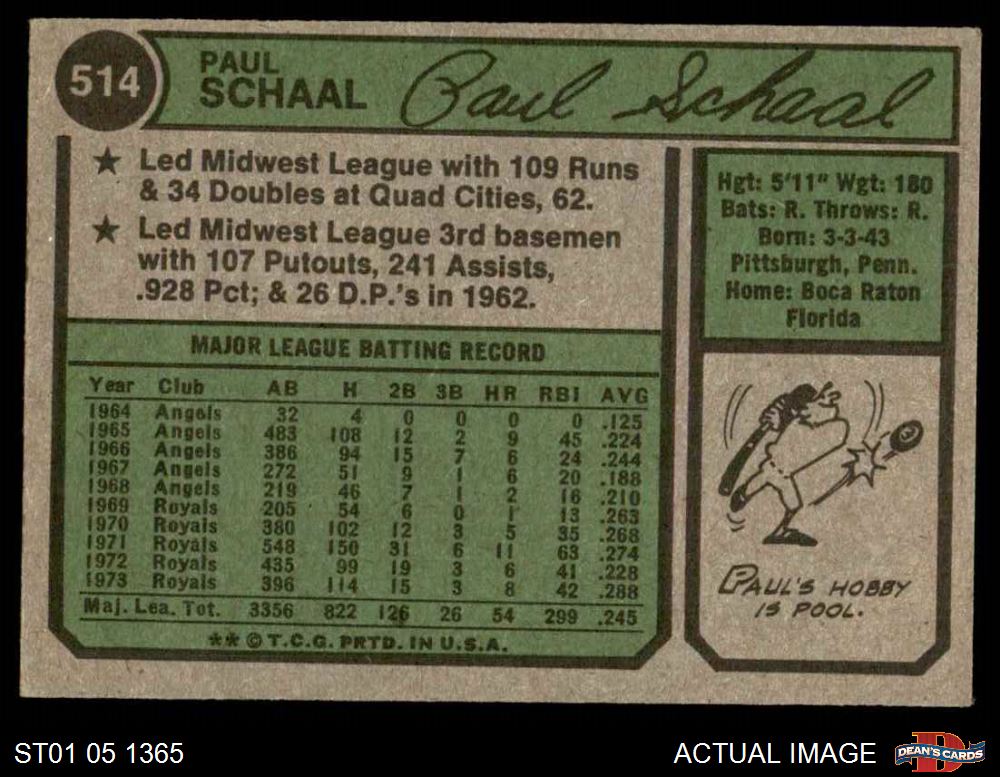 514
PAUL
SCHAAL
Paul Schaal
★ Led Midwest League with 109 Runs
& 34 Doubles at Quad Cities, 62.
★ Led Midwest League 3rd basemen
with 107 Putouts, 241 Assists,
.928 Pct; & 26 D.P.'s in 1962.
Hgt: 5'11" Wgt: 180
Bats: R. Throws: R.
Born: 3-3-43
Pittsburgh, Penn.
Home: Boca Raton
Florida
MAJOR LEAGUE BATTING RECORD
Year Club AB H 2B 3B HR RBI AVG
1964 Angels 32 4 0 0 0 0 .125
1965 Angels 483 108 12 2 9 45 .224
1966 Angels 386 94 15 7 6 24 .244
1967 Angels 272 51 9 1 6 20 .188
1968 Angels 219 46 7 1 2 16 .210
1969 Royals 205 54 6 0 1 13 .263
1970 Royals 380 102 12 3 5 35 .268
1971 Royals 548 150 31 6 11 63 .274
1972 Royals 435 99 19 3 6 41 .228
1973 Royals 396 114 15 3 8 42 .288
Maj. Lea. Tot. 3356 822 126 26 54 299 .245
** © T.C.G. PRTD. IN U.S.A.
8
PAUL'S HOBBY
IS POOL.
ST01 05 1365
ACTUAL IMAGE
D
DEAN'S CARDS